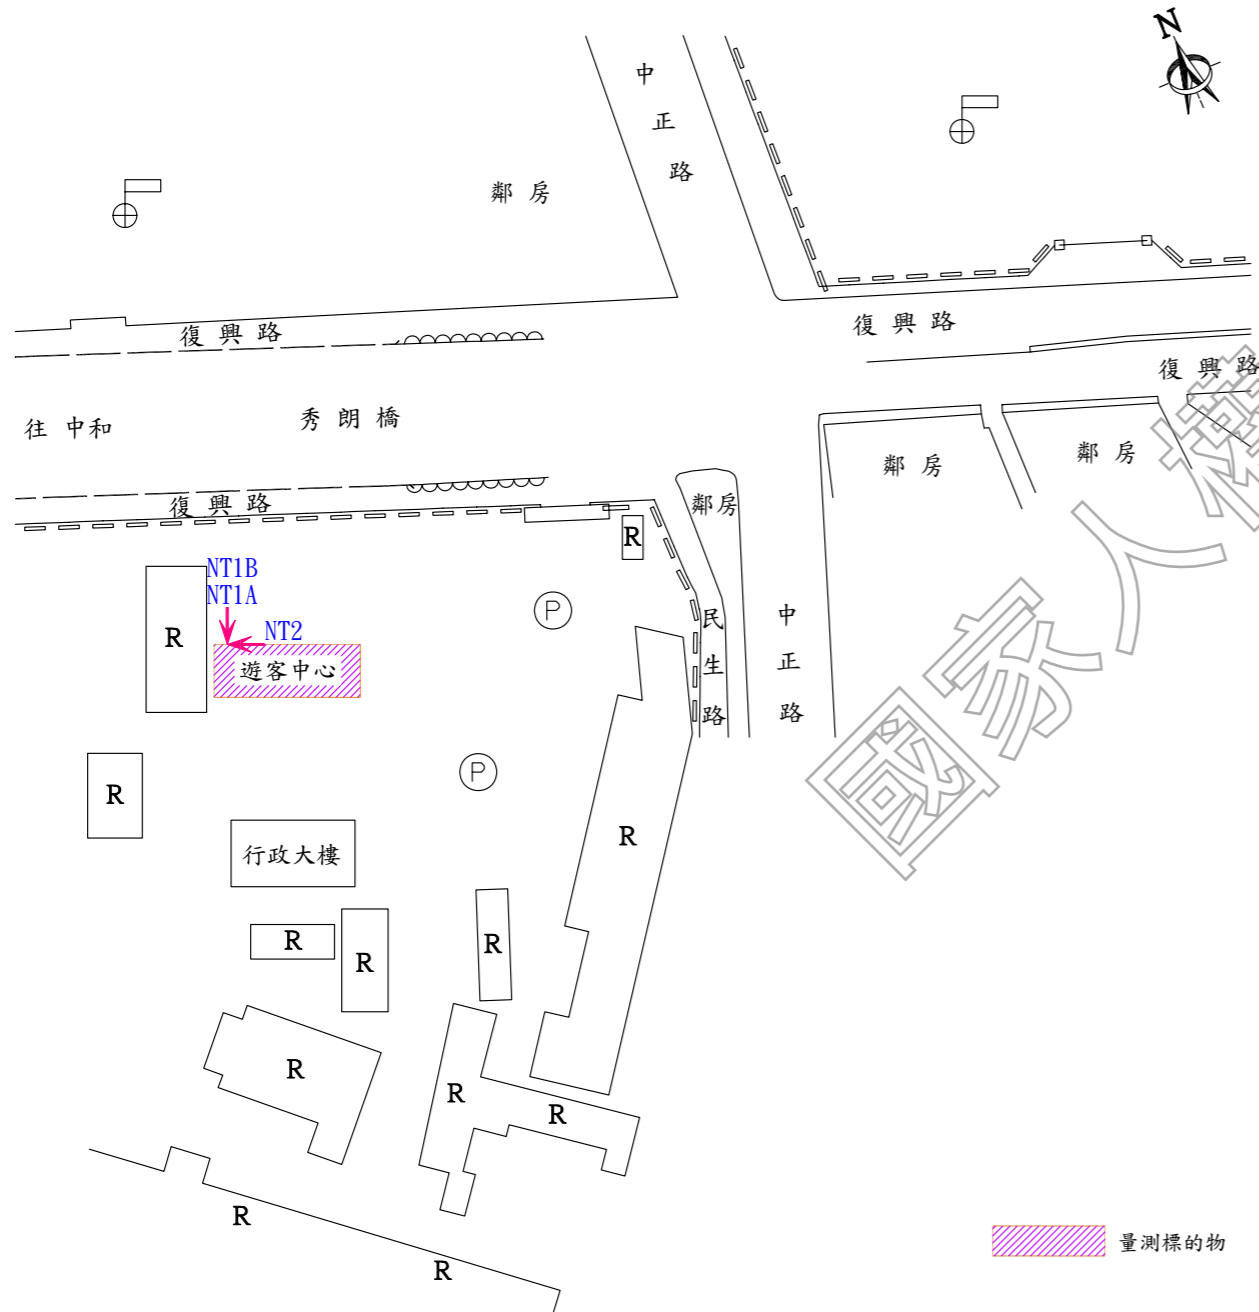 N
中正路
鄰房
復興路
復興路
復興路
往中和
秀朗橋
鄰房
鄰房
復興路
鄰房
R
NT1B
NT1A
P
R
NT2
民生路
中正路
遊客中心
P
R
R
行政大樓
R
R
R
R
R
R
R
R
量測標的物
國家人權